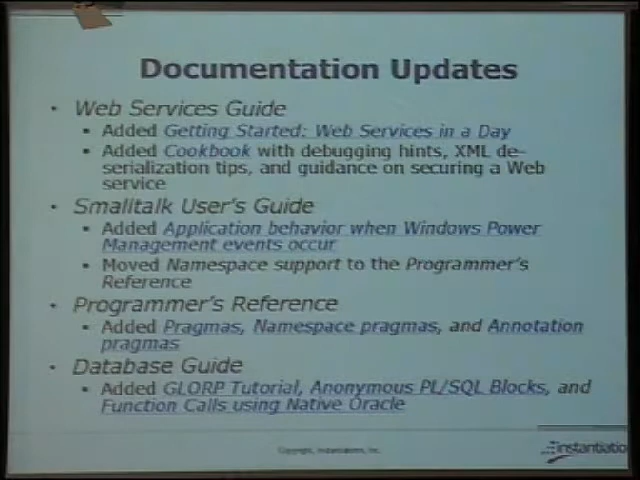 Documentation Updates
• Web Services Guide
▪ Added Getting Started: Web Services in a Day
▪ Added Cookbook with debugging hints, XML de-
serialization tips, and guidance on securing a Web
service
• Smalltalk User's Guide
▪ Added Application behavior when Windows Power
Management events occur
▪ Moved Namespace support to the Programmer's
Reference
• Programmer's Reference
▪ Added Pragmas, Namespace pragmas, and Annotation
pragmas
• Database Guide
▪ Added GLORP Tutorial, Anonymous PL/SQL Blocks, and
Function Calls using Native Oracle
Copyright, Instantiations, Inc.
instantiatio